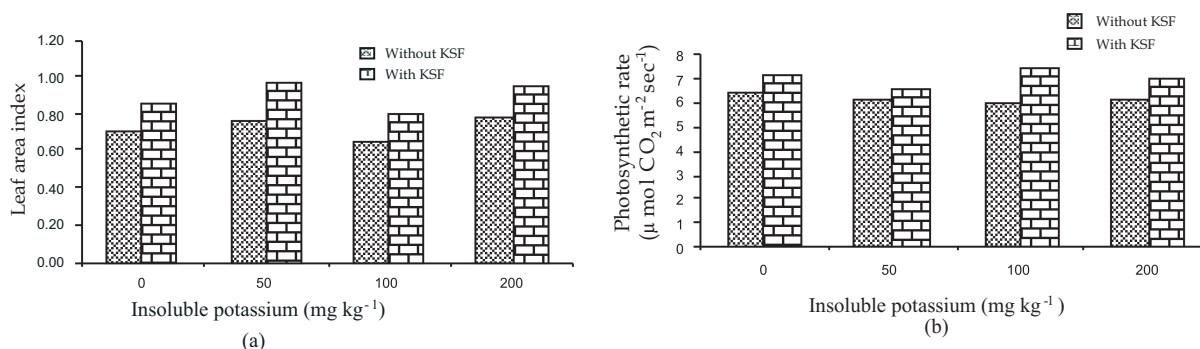 Leaf area index
1.20
1.00
0.80
0.60
0.40
0.20
0.00
Without KSF
With KSF
0 50 100 200
Insoluble potassium (mg kg⁻¹)
(a)
Photosynthetic rate
(µ mol CO₂ m⁻² sec⁻¹)
8
7
6
5
4
3
2
1
0
Without KSF
With KSF
0 50 100 200
Insoluble potassium (mg kg⁻¹)
(b)